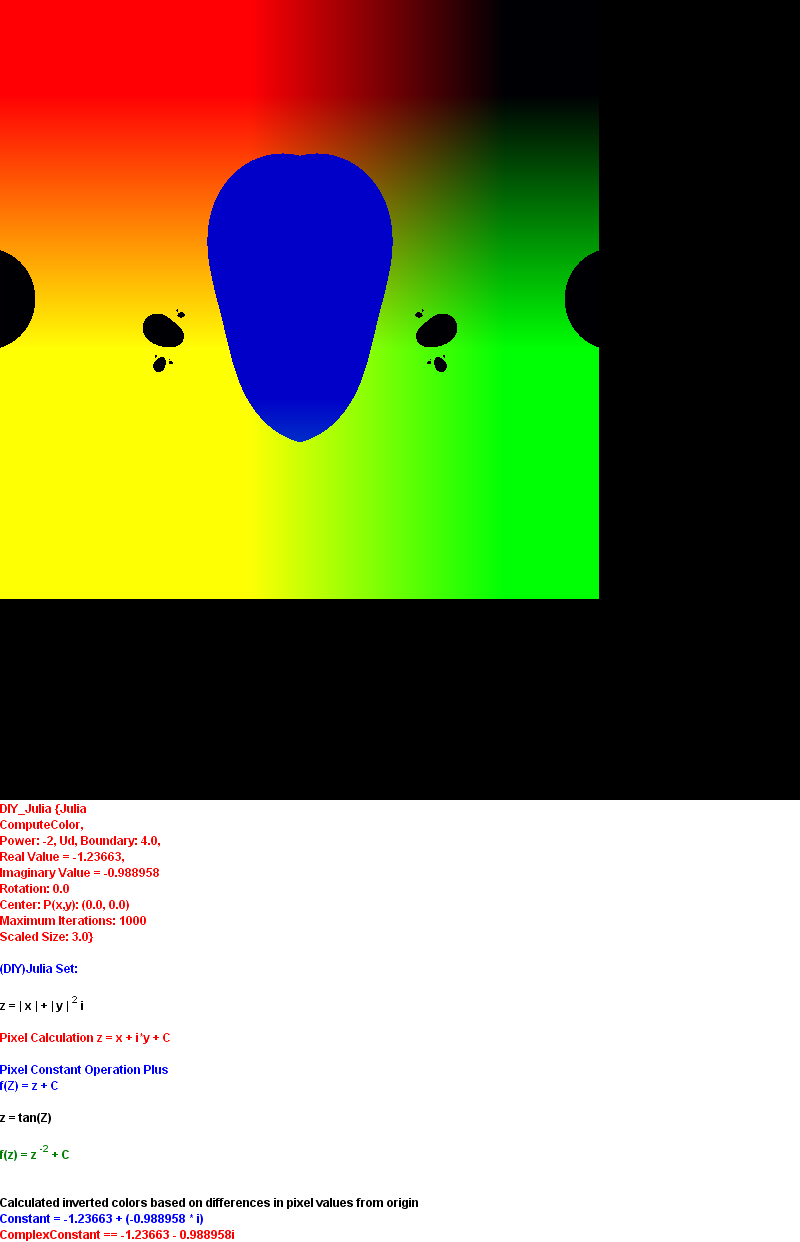 DIY_Julia {Julia
ComputeColor,
Power: -2, Ud, Boundary: 4.0,
Real Value = -1.23663,
Imaginary Value = -0.988958
Rotation: 0.0
Center: P(x,y): (0.0, 0.0)
Maximum Iterations: 1000
Scaled Size: 3.0}
(DIY)Julia Set:
z = | x | + | y | ² i
Pixel Calculation z = x + i*y + C
Pixel Constant Operation Plus
f(Z) = z + C
z = tan(Z)
f(z) = z ⁻² + C
Calculated inverted colors based on differences in pixel values from origin
Constant = -1.23663 + (-0.988958 * i)
ComplexConstant == -1.23663 - 0.988958i